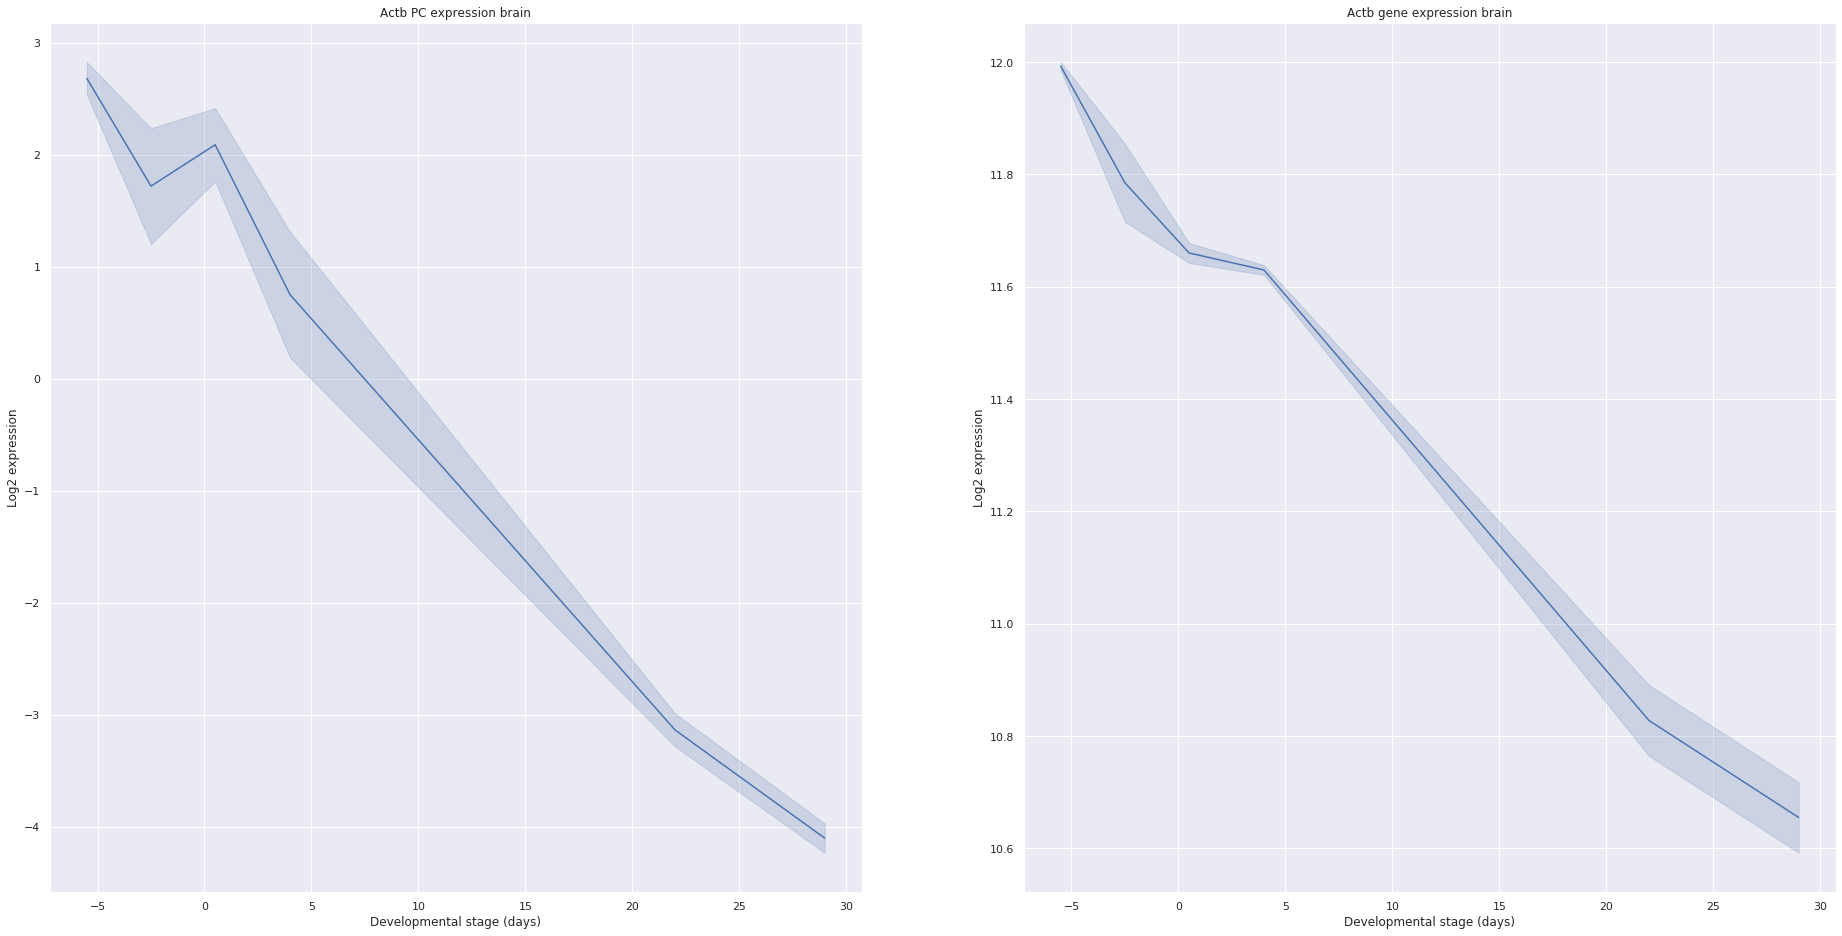 Actb PC expression brain
3
2
1
0
−1
−2
−3
−4
Log2 expression
−5 0 5 10 15 20 25 30
Developmental stage (days)
Actb gene expression brain
12.0
11.8
11.6
11.4
11.2
11.0
10.8
10.6
Log2 expression
−5 0 5 10 15 20 25 30
Developmental stage (days)